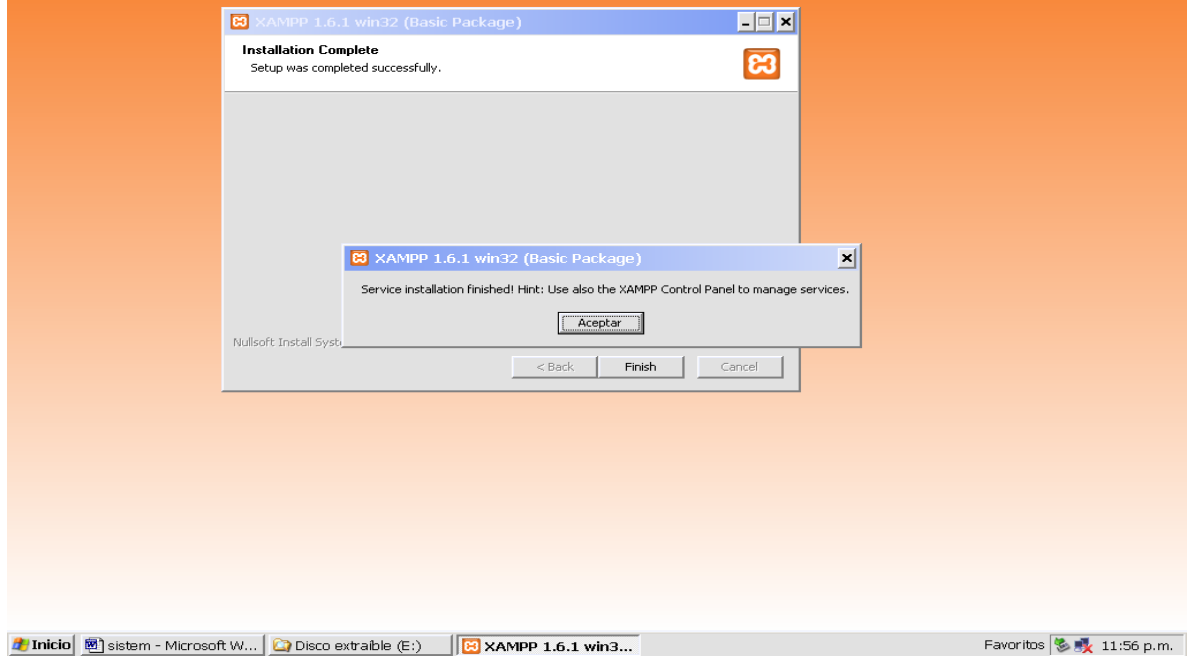 XAMPP 1.6.1 win32 (Basic Package)
Installation Complete
Setup was completed successfully.
XAMPP 1.6.1 win32 (Basic Package)
Service installation finished! Hint: Use also the XAMPP Control Panel to manage services.
Aceptar
Nullsoft Install Syst
< Back Finish Cancel
Inicio sistem - Microsoft W... Disco extraíble (E:) XAMPP 1.6.1 win3... Favoritos 11:56 p.m.